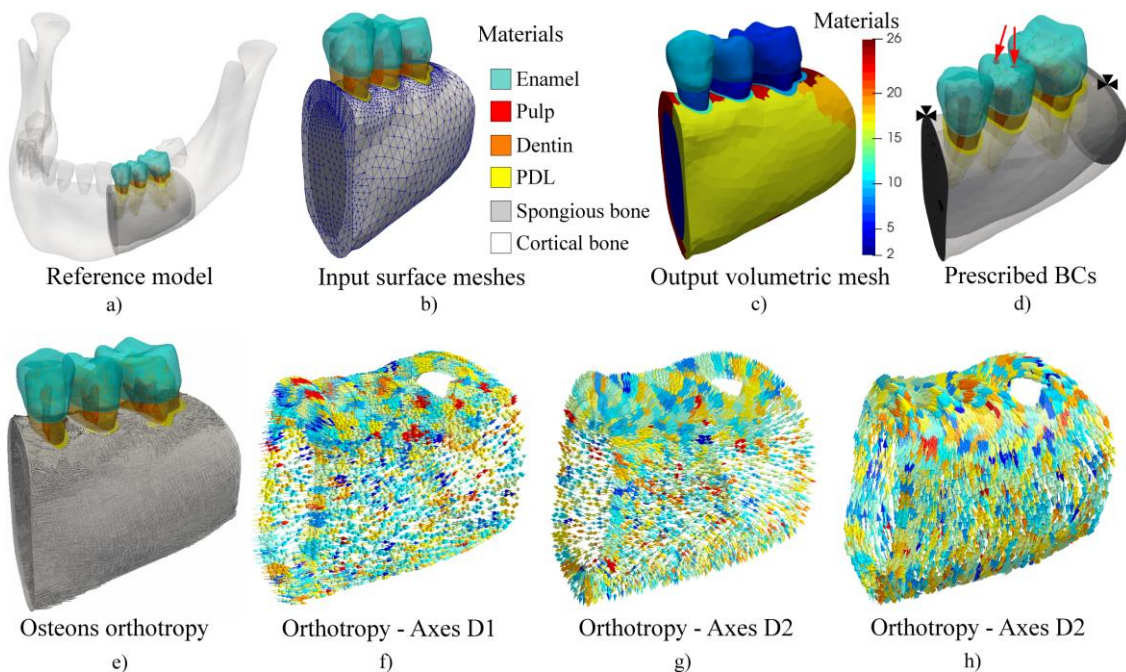 Materials
Enamel
Pulp
Dentin
PDL
Spongious bone
Cortical bone
Materials
26
20
15
10
5
2
Reference model
a)
Input surface meshes
b)
Output volumetric mesh
c)
Prescribed BCs
d)
Osteons orthotropy
e)
Orthotropy - Axes D1
f)
Orthotropy - Axes D2
g)
Orthotropy - Axes D2
h)